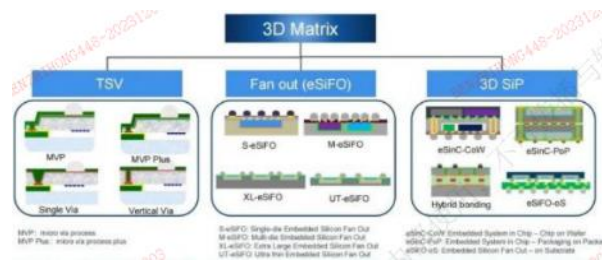 3D Matrix
TSV
Fan out (eSiFO)
3D SiP
MVP
MVP Plus
Single Via
Vertical Via
S-eSiFO
M-eSiFO
XL-eSiFO
UT-eSiFO
eSinC-CoW
eSinC-PoP
Hybrid bonding
eSiFO-oS
MVP: micro via process
MVP Plus: micro via process plus
S-eSiFO: Single-die Embedded Silicon Fan Out
M-eSiFO: Multi-die Embedded Silicon Fan Out
XL-eSiFO: Extra Large Embedded Silicon Fan Out
UT-eSiFO: Ultra thin Embedded Silicon Fan Out
eSinC-CoW: Embedded System in Chip – Chip on Wafer
eSinC-PoP: Embedded System in Chip – Packaging on Packa
eSiFO-oS: Embedded Silicon Fan Out – on Substrate